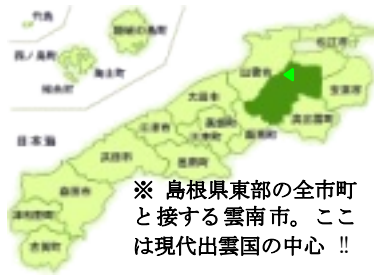 竹島
隠岐の島町
西ノ島町
海士町
知夫村
松江市
出雲市
安来市
大田市
奥出雲町
飯南町
美郷町
川本町
江津市
日本海
浜田市
邑南町
益田市
津和野町
吉賀町
※ 島根県東部の全市町
と接する雲南市。ここ
は現代出雲国の中心 !!